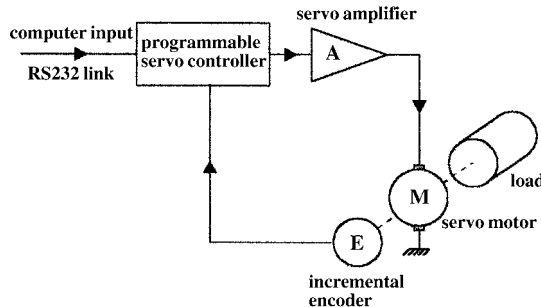 servo amplifier
computer input
RS232 link
programmable
servo controller
A
load
M
servo motor
E
incremental
encoder